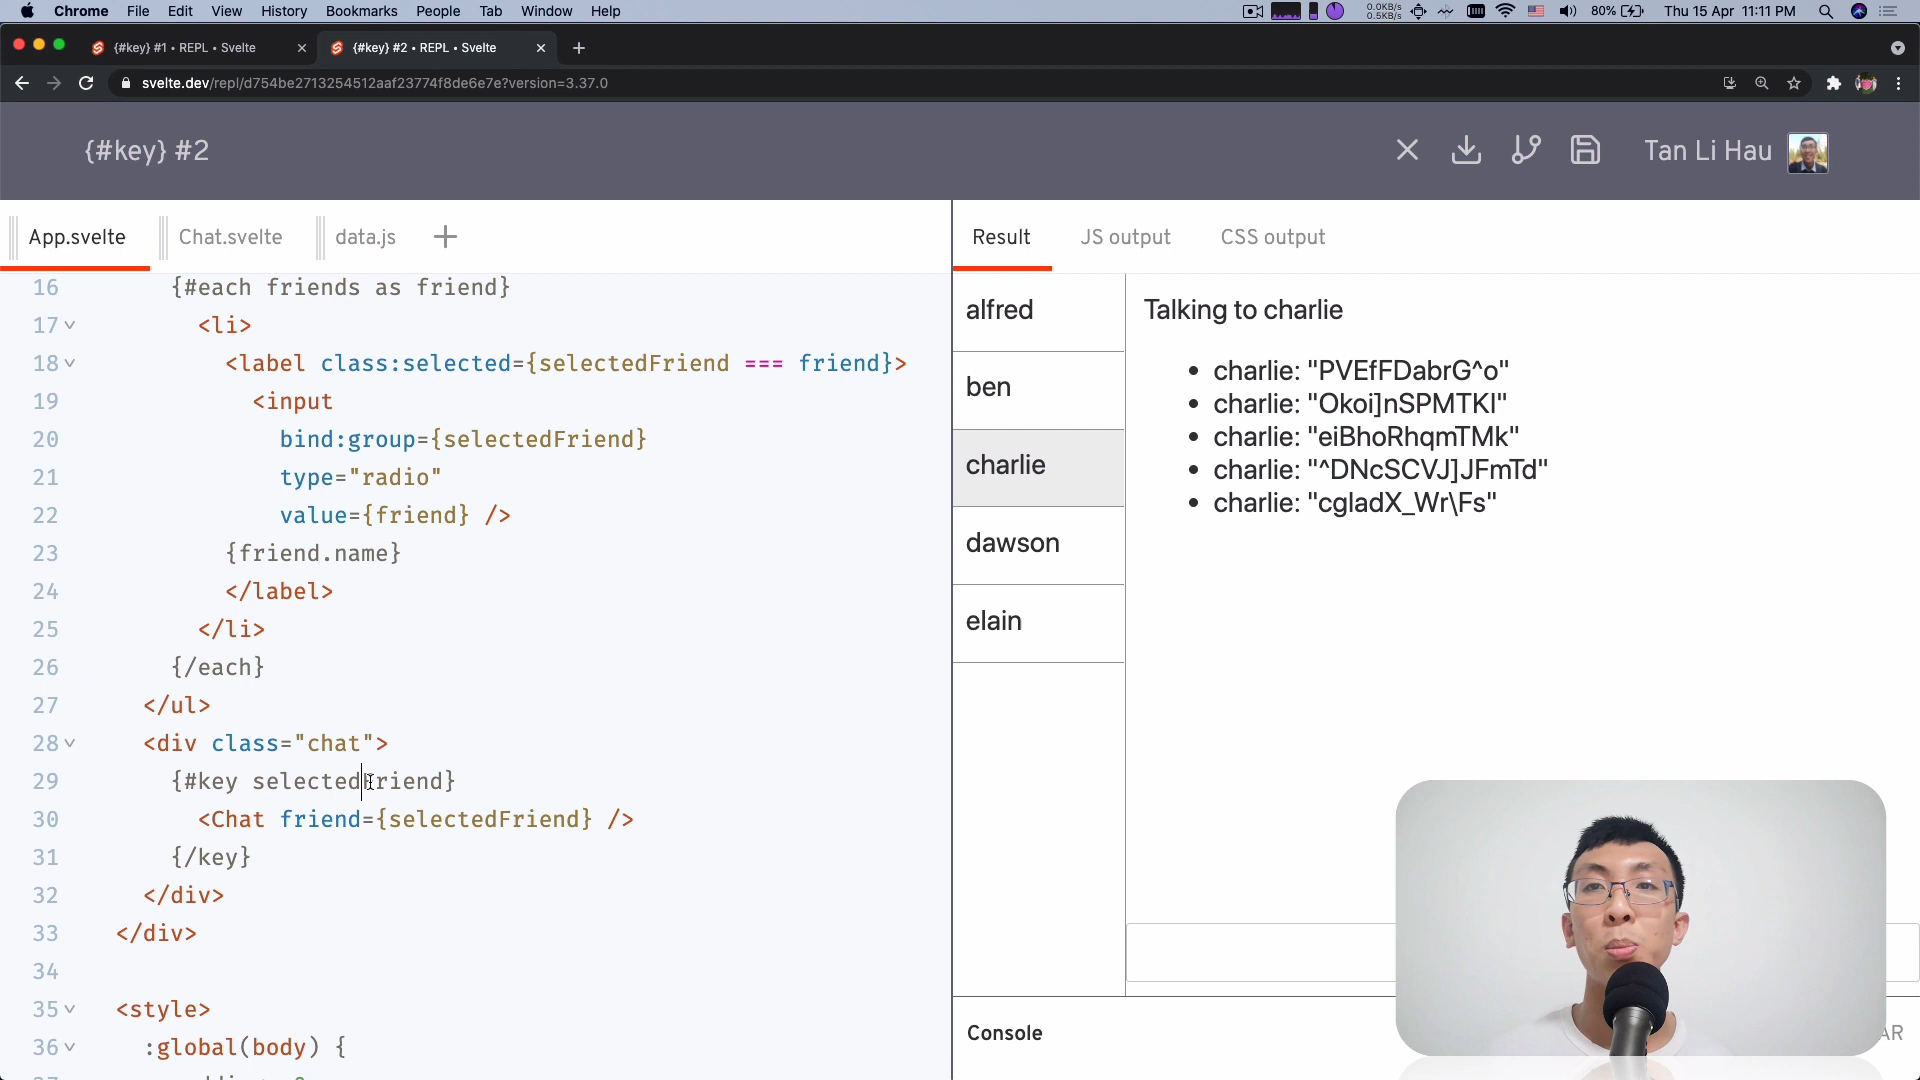 Chrome File Edit View History Bookmarks People Tab Window Help
0.0KB/s
0.5KB/s
80%
Thu 15 Apr 11:11 PM
{#key} #1 • REPL • Svelte
{#key} #2 • REPL • Svelte
svelte.dev/repl/d754be2713254512aaf23774f8de6e7e?version=3.37.0
{#key} #2
Tan Li Hau
App.svelte
Chat.svelte
data.js
16 {#each friends as friend}
17 <li>
18 <label class:selected={selectedFriend === friend}>
19 <input
20 bind:group={selectedFriend}
21 type="radio"
22 value={friend} />
23 {friend.name}
24 </label>
25 </li>
26 {/each}
27 </ul>
28 <div class="chat">
29 {#key selectedFriend}
30 <Chat friend={selectedFriend} />
31 {/key}
32 </div>
33 </div>
34
35 <style>
36 :global(body) {
Result
JS output
CSS output
alfred
ben
charlie
dawson
elain
Talking to charlie
• charlie: "PVEfFDabrG^o"
• charlie: "Okoi]nSPMTKI"
• charlie: "eiBhoRhqmTMk"
• charlie: "^DNcSCVJ]JFmTd"
• charlie: "cgladX_Wr\Fs"
Console
AR